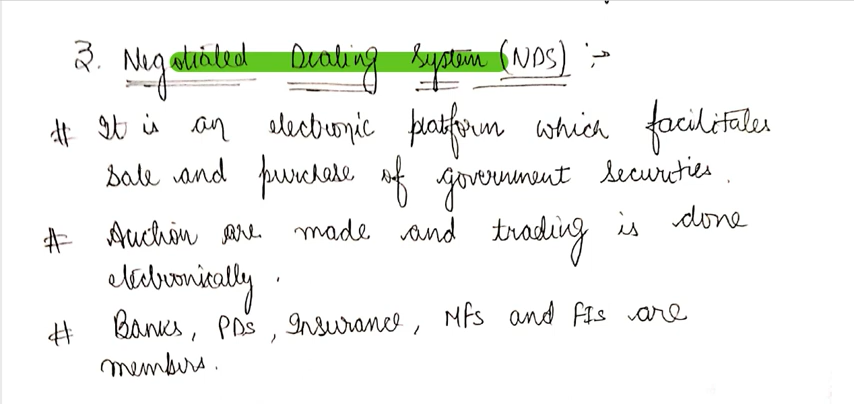 3. Negotiated Dealing System (NDS) :-
# It is an electronic platform which facilitates
sale and purchase of government securities.
# Auction are made and trading is done
electronically.
# Banks, PDs, Insurance, MFs and FIs are
members.